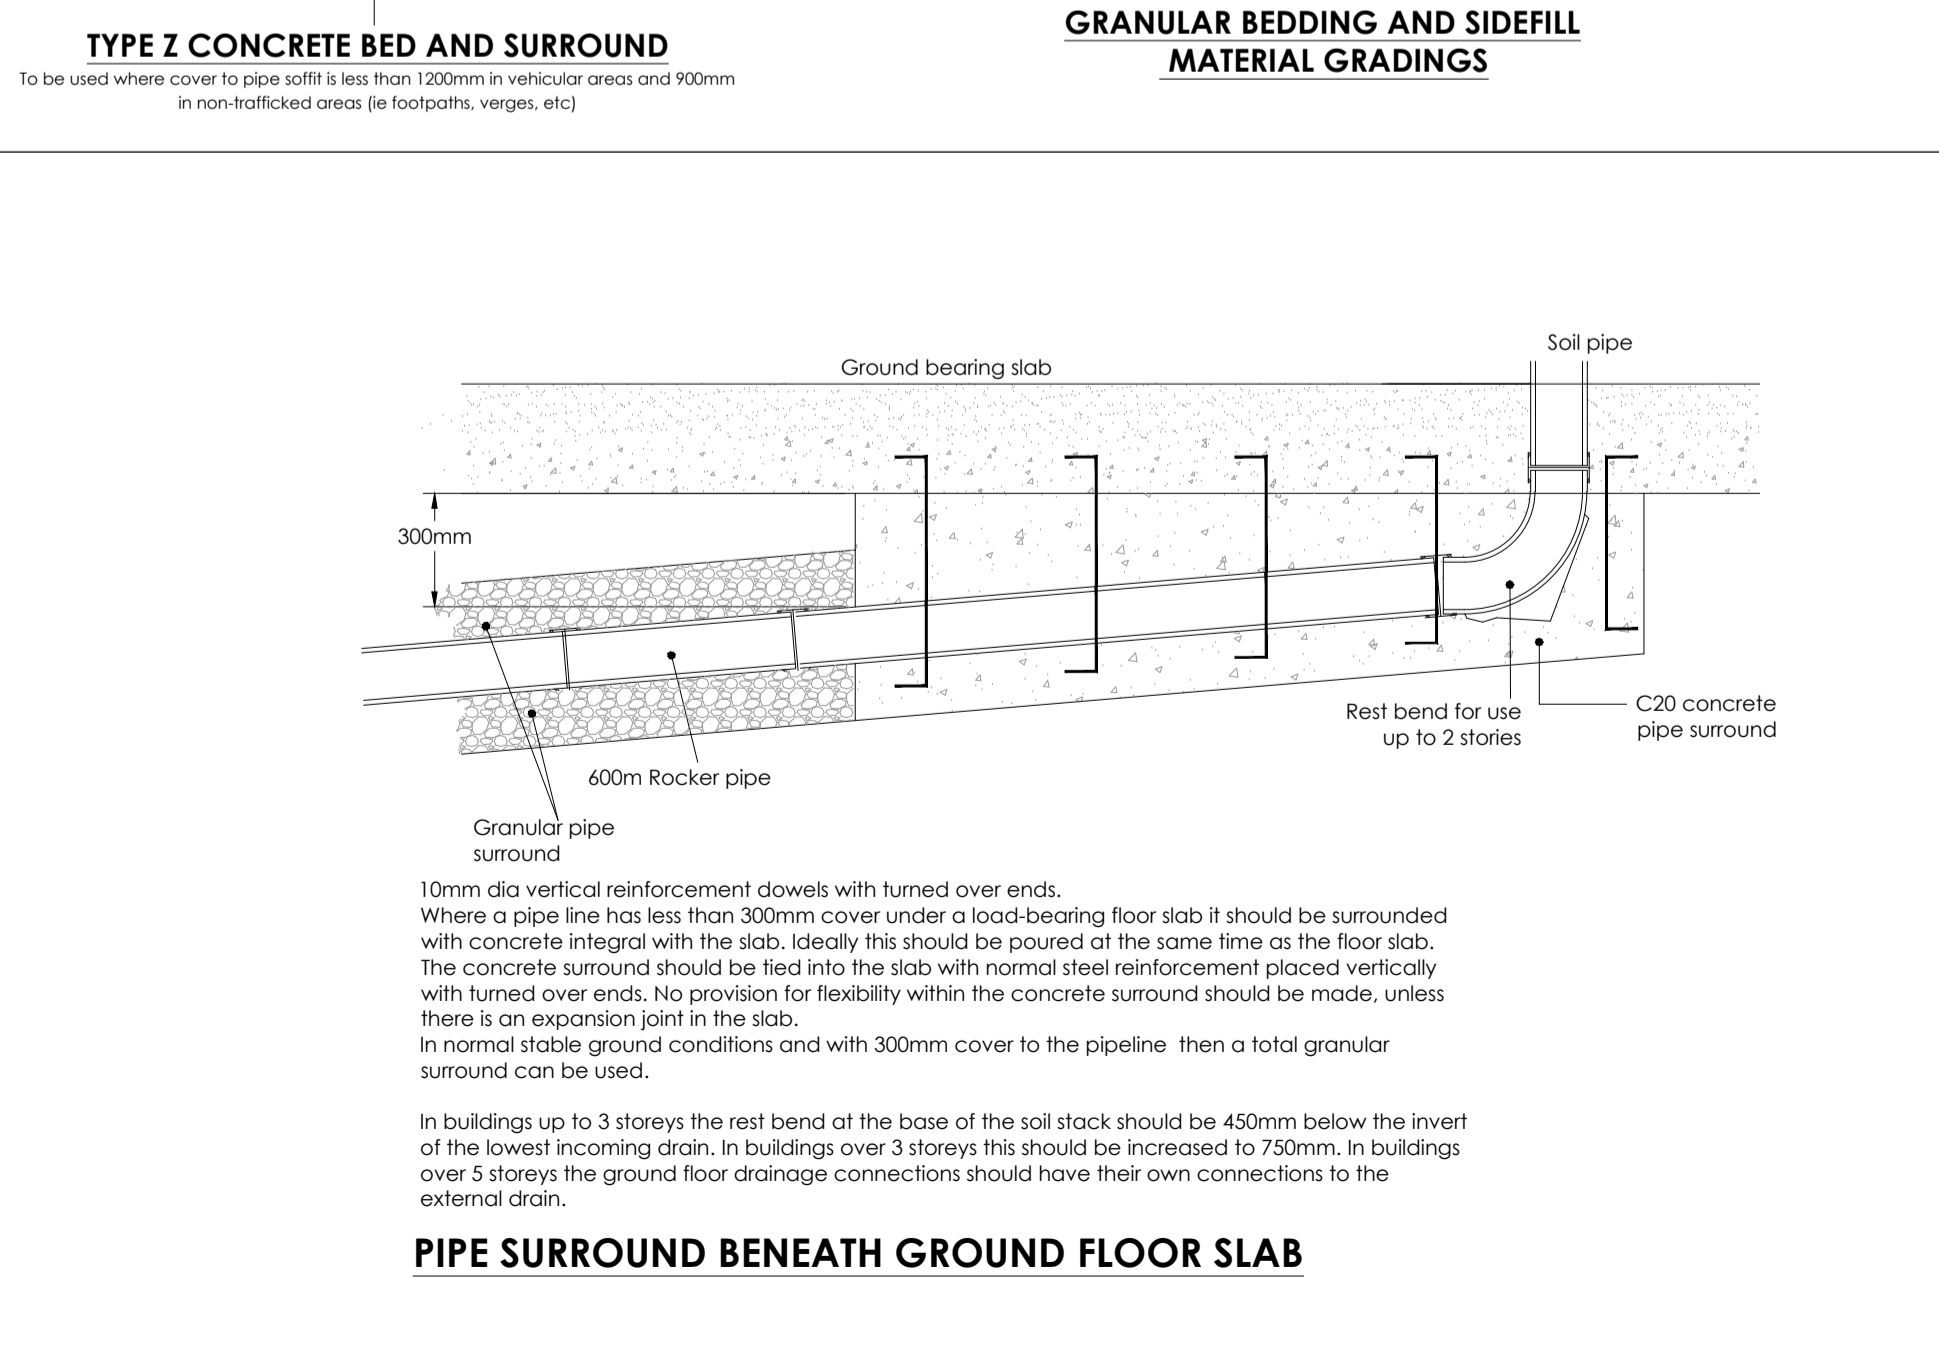 TYPE Z CONCRETE BED AND SURROUND
To be used where cover to pipe soffit is less than 1200mm in vehicular areas and 900mm
in non-trafficked areas (ie footpaths, verges, etc)
GRANULAR BEDDING AND SIDEFILL
MATERIAL GRADINGS
Soil pipe
Ground bearing slab
300mm
Rest bend for use
up to 2 stories
C20 concrete
pipe surround
600m Rocker pipe
Granular pipe
surround
10mm dia vertical reinforcement dowels with turned over ends.
Where a pipe line has less than 300mm cover under a load-bearing floor slab it should be surrounded
with concrete integral with the slab. Ideally this should be poured at the same time as the floor slab.
The concrete surround should be tied into the slab with normal steel reinforcement placed vertically
with turned over ends. No provision for flexibility within the concrete surround should be made, unless
there is an expansion joint in the slab.
In normal stable ground conditions and with 300mm cover to the pipeline  then a total granular
surround can be used.
In buildings up to 3 storeys the rest bend at the base of the soil stack should be 450mm below the invert
of the lowest incoming drain. In buildings over 3 storeys this should be increased to 750mm. In buildings
over 5 storeys the ground floor drainage connections should have their own connections to the
external drain.
PIPE SURROUND BENEATH GROUND FLOOR SLAB